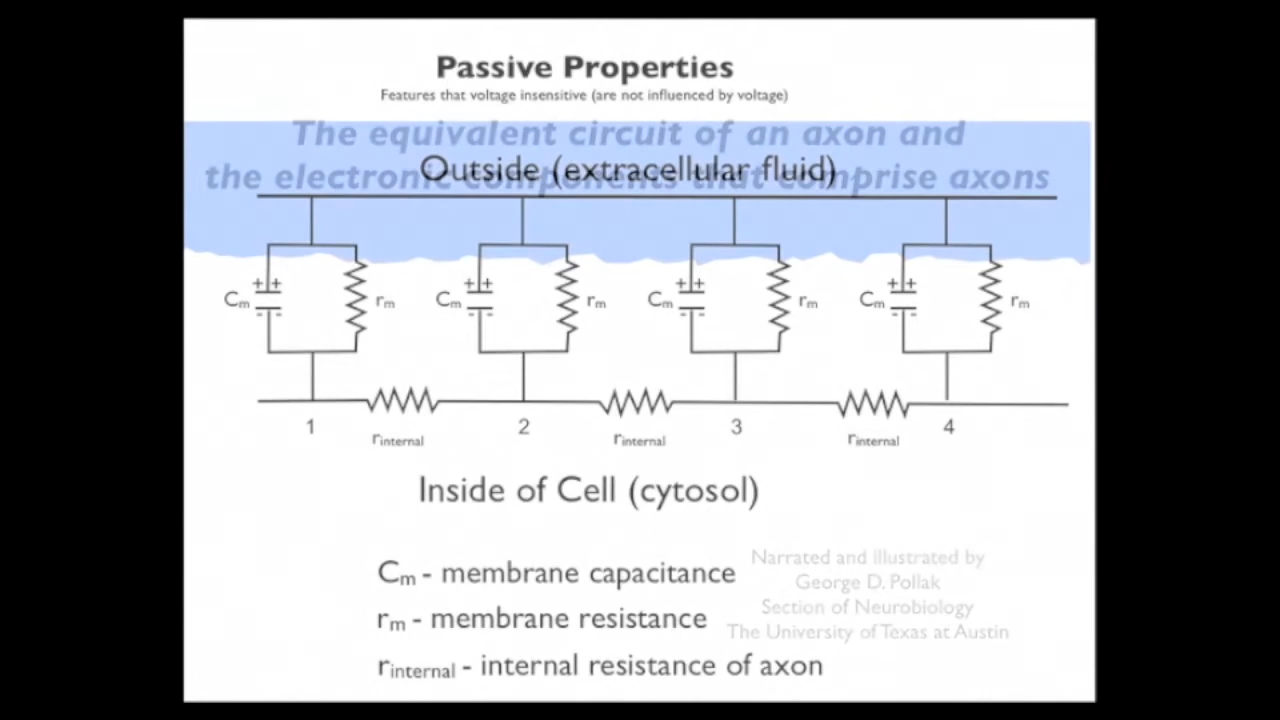 Passive Properties
Features that voltage insensitive (are not influenced by voltage)
The equivalent circuit of an axon and
Outside (extracellular fluid)
the electronic components that comprise axons
Cm
++
--
rm
Cm
++
--
rm
Cm
++
--
rm
Cm
++
--
rm
1
2
3
4
rinternal
rinternal
rinternal
Inside of Cell (cytosol)
Cm - membrane capacitance
rm - membrane resistance
rinternal - internal resistance of axon
Narrated and illustrated by
George D. Pollak
Section of Neurobiology
The University of Texas at Austin